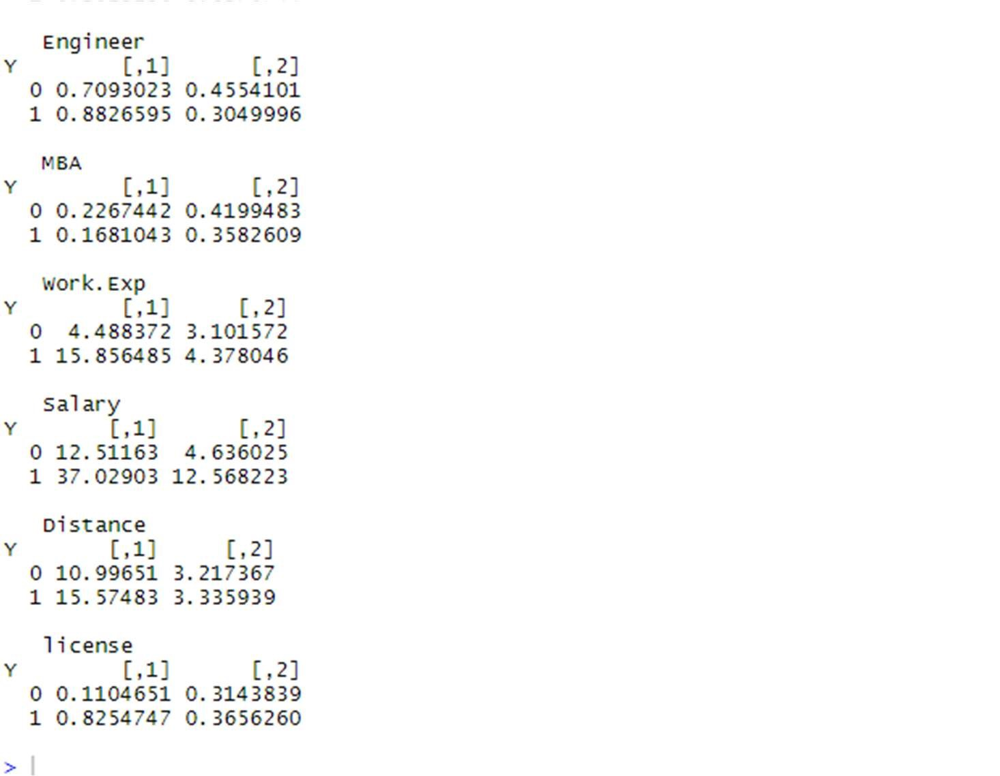 Engineer
Y [,1] [,2]
0 0.7093023 0.4554101
1 0.8826595 0.3049996
MBA
Y [,1] [,2]
0 0.2267442 0.4199483
1 0.1681043 0.3582609
Work.Exp
Y [,1] [,2]
0 4.488372 3.101572
1 15.856485 4.378046
Salary
Y [,1] [,2]
0 12.51163 4.636025
1 37.02903 12.568223
Distance
Y [,1] [,2]
0 10.99651 3.217367
1 15.57483 3.335939
license
Y [,1] [,2]
0 0.1104651 0.3143839
1 0.8254747 0.3656260
>